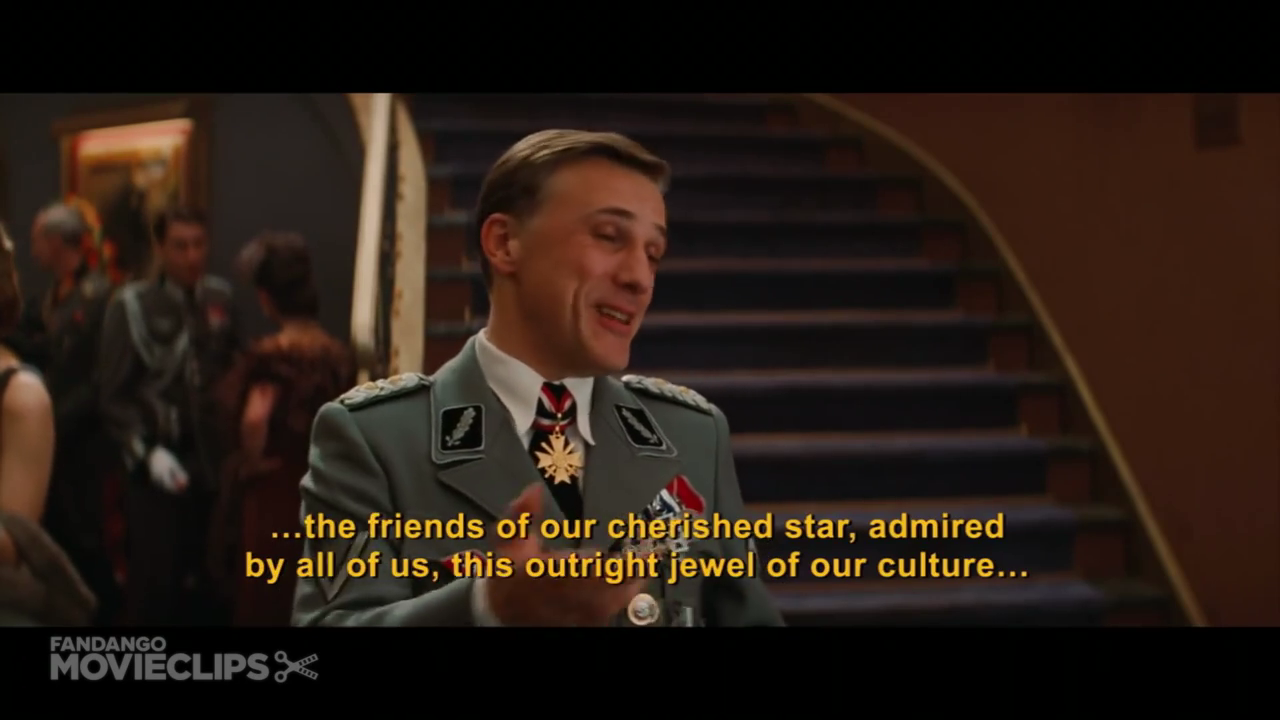 …the friends of our cherished star, admired
by all of us, this outright jewel of our culture…
FANDANGO
MOVIECLIPS